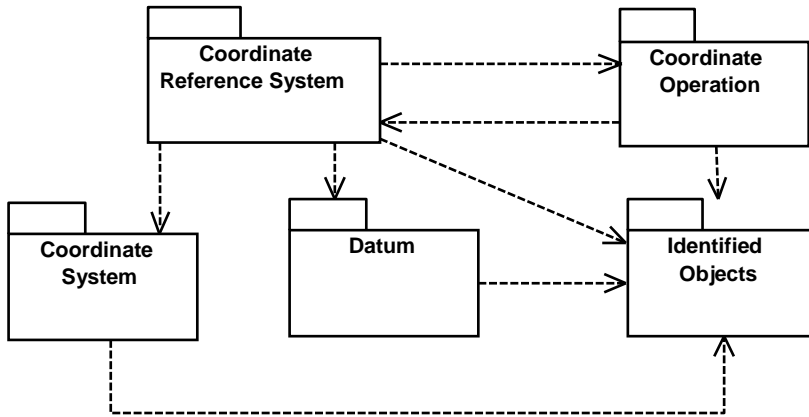 Coordinate
Reference System
Coordinate
Operation
Coordinate
System
Datum
Identified
Objects